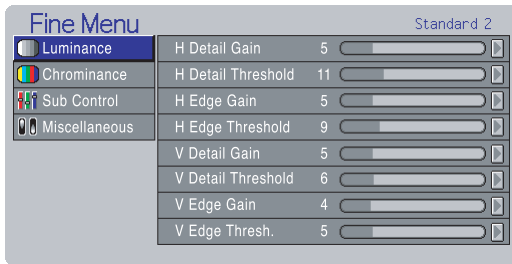 Fine Menu
Standard 2
Luminance
Chrominance
Sub Control
Miscellaneous
H Detail Gain 5
H Detail Threshold 11
H Edge Gain 5
H Edge Threshold 9
V Detail Gain 5
V Detail Threshold 6
V Edge Gain 4
V Edge Thresh. 5